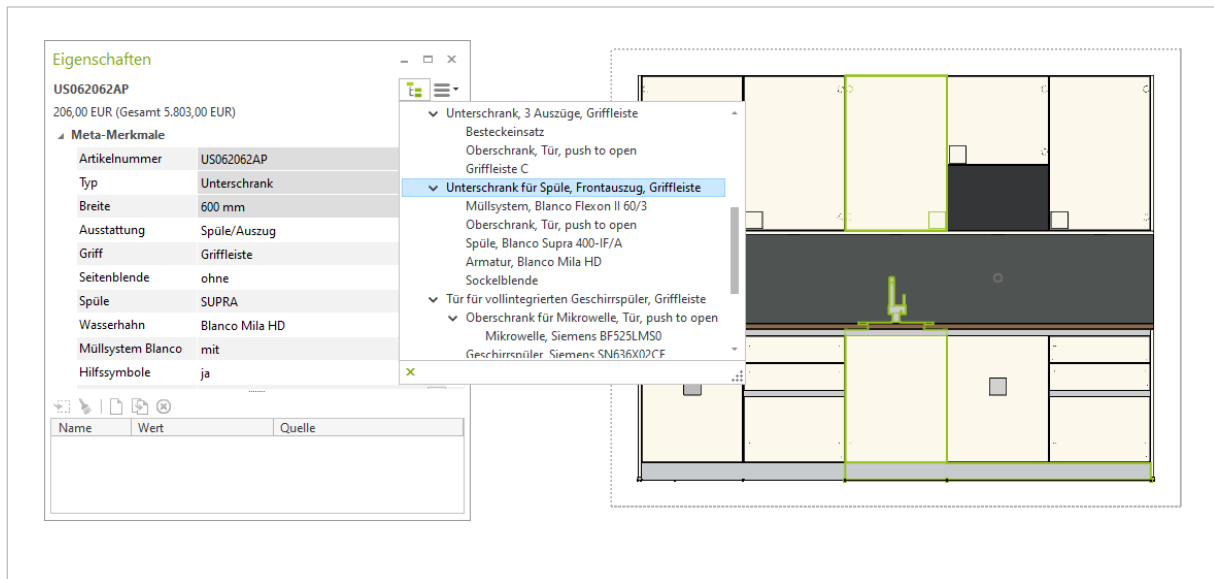 Eigenschaften
US062062AP
206,00 EUR (Gesamt 5.803,00 EUR)
Meta-Merkmale
Artikelnummer US062062AP
Typ Unterschrank
Breite 600 mm
Ausstattung Spüle/Auszug
Griff Griffleiste
Seitenblende ohne
Spüle SUPRA
Wasserhahn Blanco Mila HD
Müllsystem Blanco mit
Hilfssymbole ja
Name Wert Quelle
Unterschrank, 3 Auszüge, Griffleiste
Besteckeinsatz
Oberschrank, Tür, push to open
Griffleiste C
Unterschrank für Spüle, Frontauszug, Griffleiste
Müllsystem, Blanco Flexon II 60/3
Oberschrank, Tür, push to open
Spüle, Blanco Supra 400-IF/A
Armatur, Blanco Mila HD
Sockelblende
Tür für vollintegrierten Geschirrspüler, Griffleiste
Oberschrank für Mikrowelle, Tür, push to open
Mikrowelle, Siemens BF525LMS0
Geschirrspüler, Siemens SN636X02CE